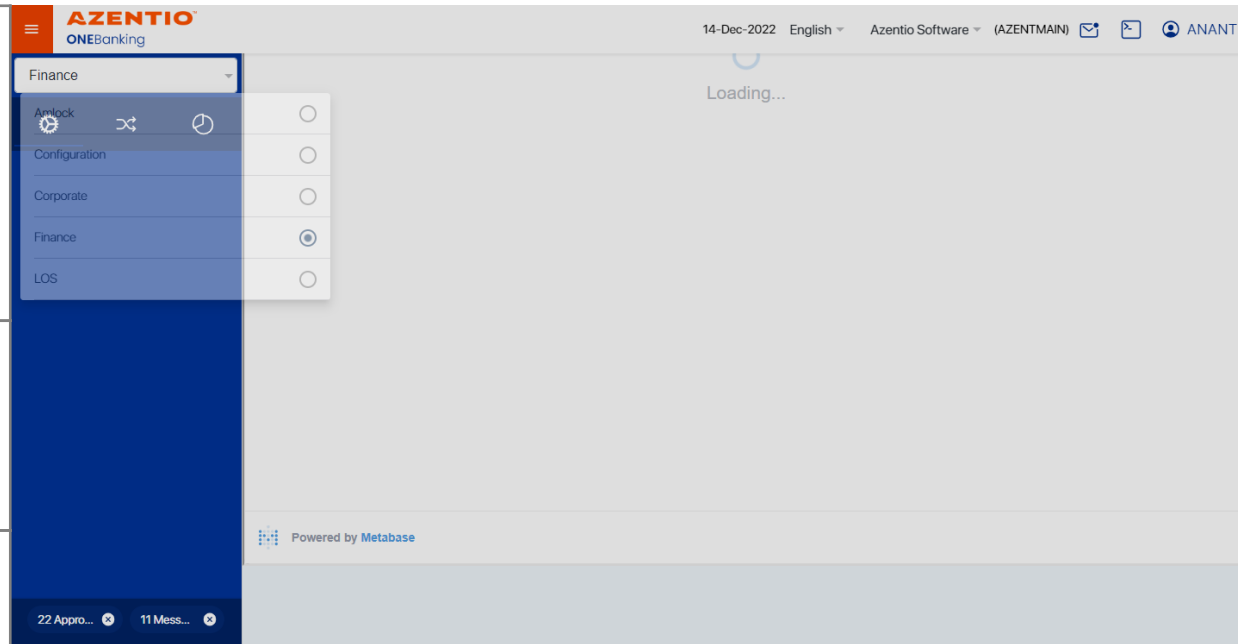 AZENTIO™
ONEBanking
14-Dec-2022 English Azentio Software (AZENTMAIN) ANANT
Finance
Loading...
Amlock
Configuration
Corporate
Finance
LOS
Powered by Metabase
22 Appro... 11 Mess...